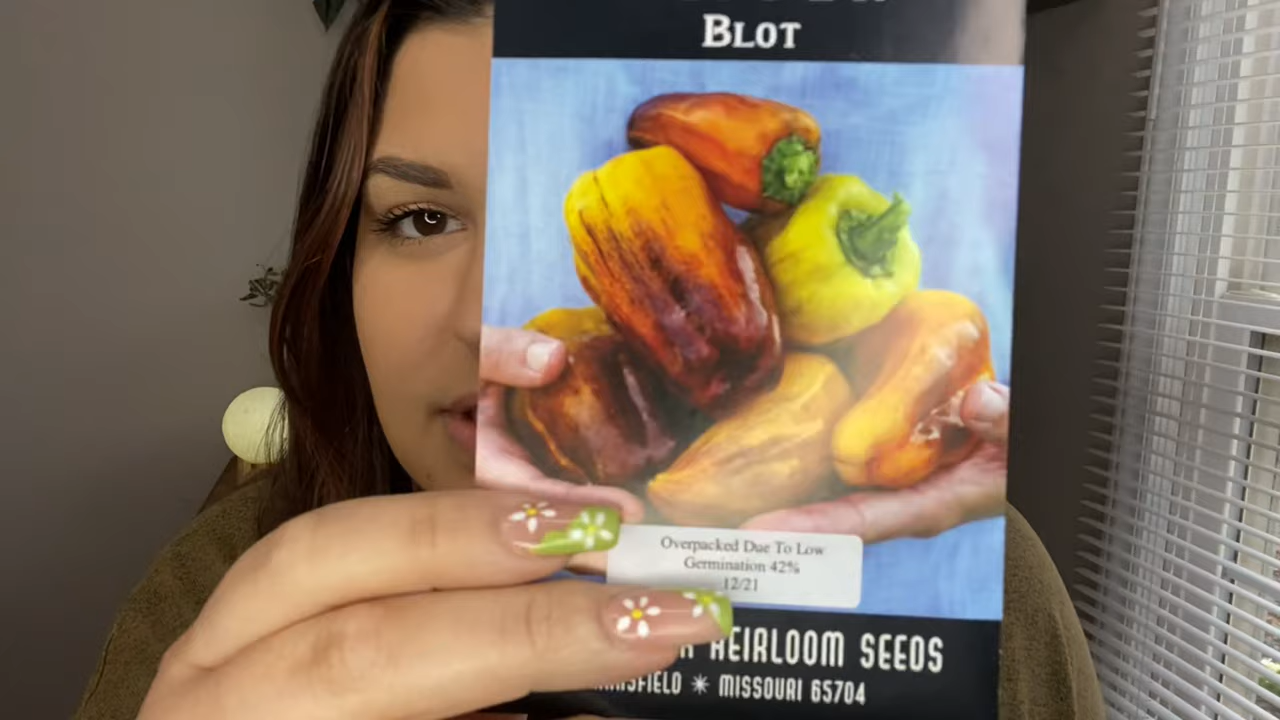 BLOT
Overpacked Due To Low
Germination 42%
12/21
HEIRLOOM SEEDS
✴ MISSOURI 65704